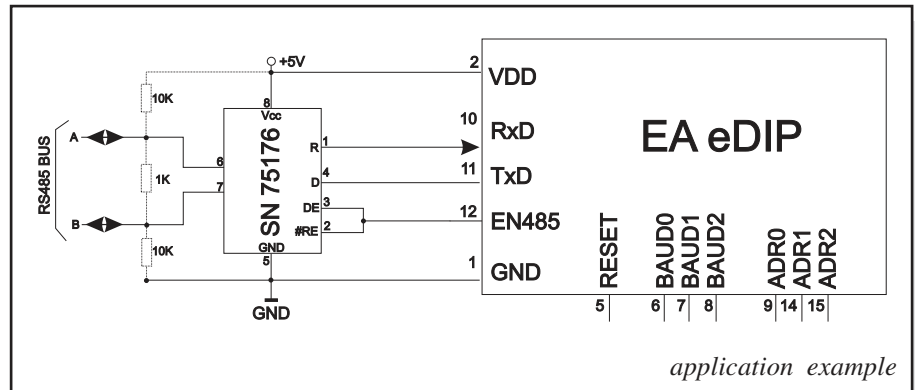 +5V
2
VDD
10K
8
Vcc
10
RxD
EA eDIP
RS485 BUS
A
R
1
6
SN 75176
11
TxD
1K
D
4
7
DE
3
12
EN485
B
#RE
2
10K
GND
5
1
GND
GND
RESET
BAUD0
BAUD1
BAUD2
ADR0
ADR1
ADR2
5
6
7
8
9
14
15
application example